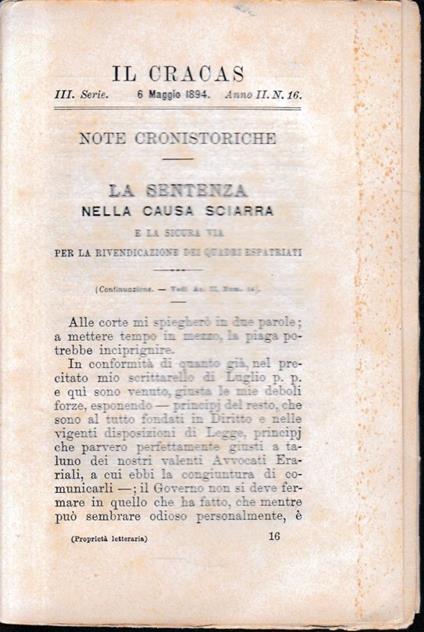 IL CRACAS
III. Serie. 6 Maggio 1894. Anno II. N. 16.
NOTE CRONISTORICHE
LA SENTENZA
NELLA CAUSA SCIARRA
E LA SICURA VIA
PER LA RIVENDICAZIONE DEI QUADRI ESPATRIATI
(Continuazione. — Vedi An. II, Num. 14).
Alle corte mi spiegherò in due parole;
a mettere tempo in mezzo, la piaga po-
trebbe inciprignire.
In conformità di quanto già, nel pre-
citato mio scrittarello di Luglio p. p.
e qui sono venuto, giusta le mie deboli
forze, esponendo — principj del resto, che
sono al tutto fondati in Diritto e nelle
vigenti disposizioni di Legge, principj
che parvero perfettamente giusti a ta-
luno dei nostri valenti Avvocati Era-
riali, a cui ebbi la congiuntura di co-
municarli —; il Governo non si deve fer-
mare in quello che ha fatto, che mentre
può sembrare odioso personalmente, è
(Proprietà letteraria) 16